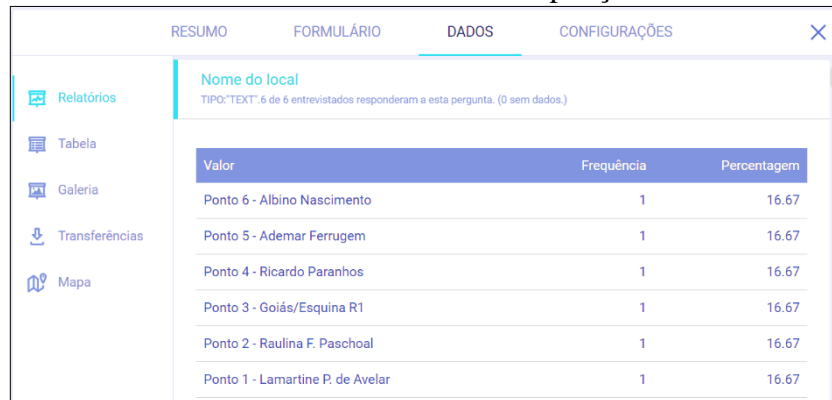 RESUMO FORMULÁRIO DADOS CONFIGURAÇÕES
Relatórios
Tabela
Galeria
Transferências
Mapa
Nome do local
TIPO:"TEXT".6 de 6 entrevistados responderam a esta pergunta. (0 sem dados.)
Valor Frequência Percentagem
Ponto 6 - Albino Nascimento 1 16.67
Ponto 5 - Ademar Ferrugem 1 16.67
Ponto 4 - Ricardo Paranhos 1 16.67
Ponto 3 - Goiás/Esquina R1 1 16.67
Ponto 2 - Raulina F. Paschoal 1 16.67
Ponto 1 - Lamartine P. de Avelar 1 16.67